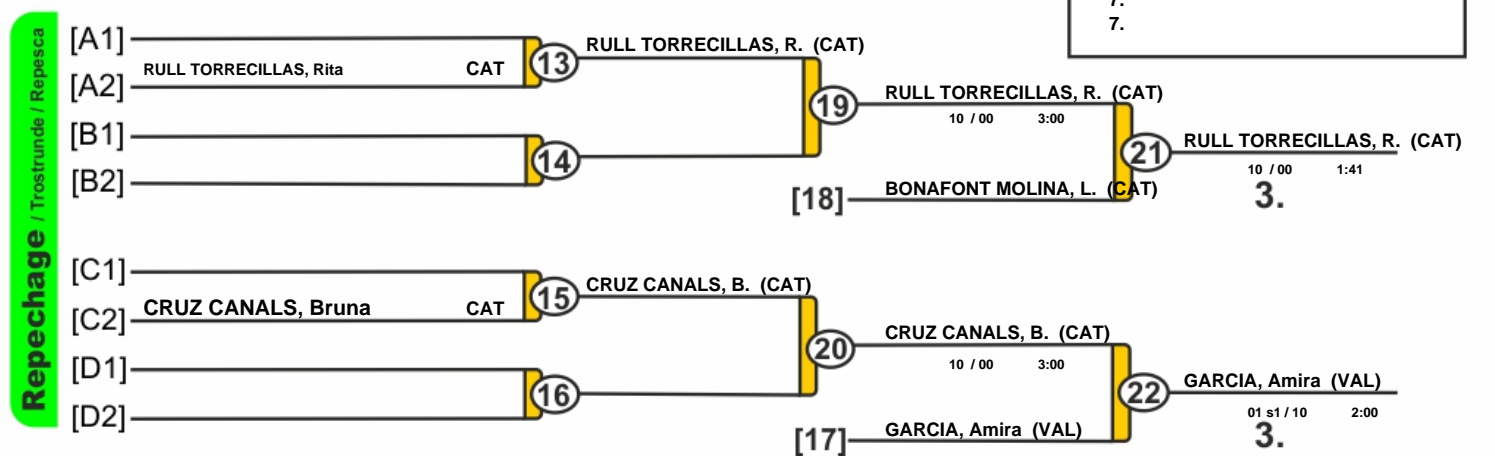 7.
7.
Repechage / Trostrunde / Repesca
[A1]
RULL TORRECILLAS, Rita CAT
[A2]
13
RULL TORRECILLAS, R. (CAT)
[B1]
[B2]
14
19
RULL TORRECILLAS, R. (CAT)
10 / 00 3:00
[18]
BONAFONT MOLINA, L. (CAT)
21
RULL TORRECILLAS, R. (CAT)
10 / 00 1:41
3.
[C1]
CRUZ CANALS, Bruna CAT
[C2]
15
CRUZ CANALS, B. (CAT)
[D1]
[D2]
16
20
CRUZ CANALS, B. (CAT)
10 / 00 3:00
[17]
GARCIA, Amira (VAL)
22
GARCIA, Amira (VAL)
01 s1 / 10 2:00
3.